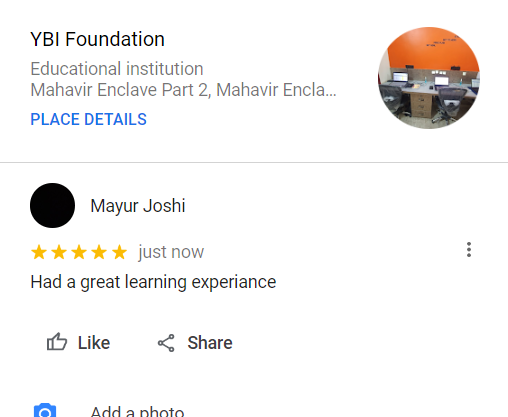 YBI Foundation
Educational institution
Mahavir Enclave Part 2, Mahavir Encla...
PLACE DETAILS
Mayur Joshi
just now
Had a great learning experiance
Like
Share
Add a photo